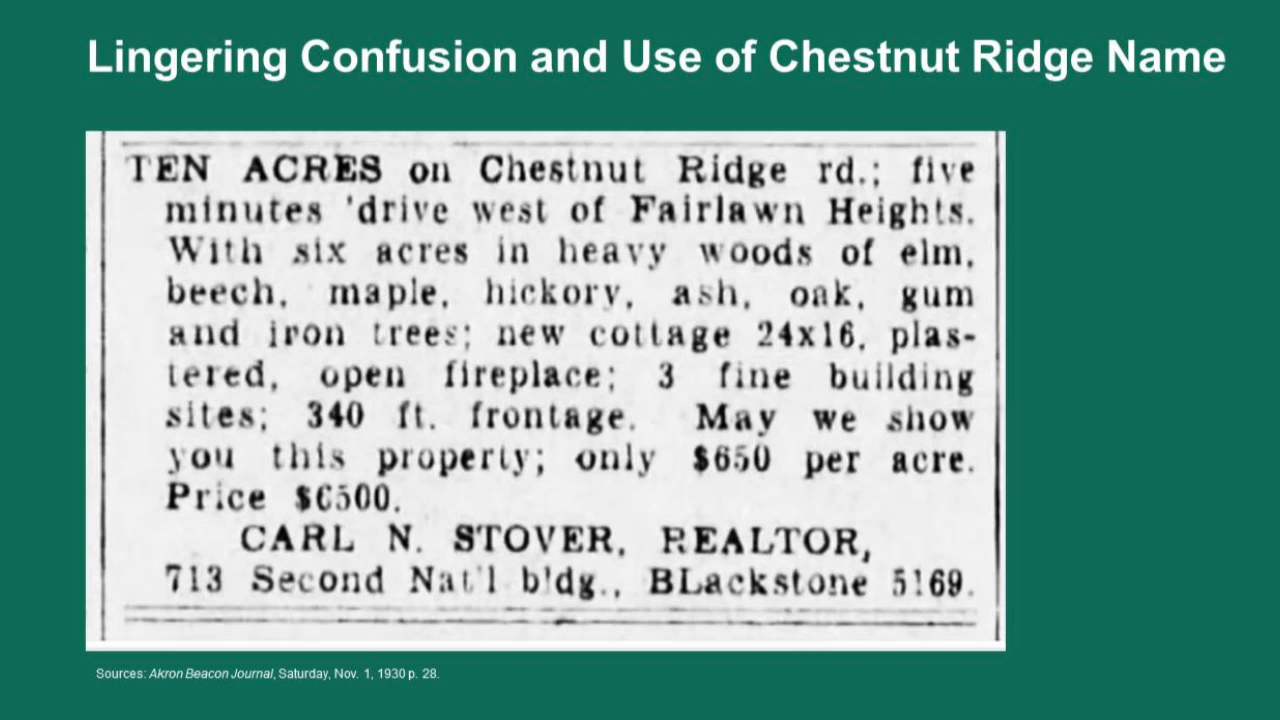 Lingering Confusion and Use of Chestnut Ridge Name
TEN ACRES on Chestnut Ridge rd.; five
minutes 'drive west of Fairlawn Heights.
With six acres in heavy woods of elm,
beech, maple, hickory, ash, oak, gum
and iron trees; new cottage 24x16, plas-
tered, open fireplace; 3 fine building
sites; 340 ft. frontage. May we show
you this property; only $650 per acre.
Price $6500.
CARL N. STOVER, REALTOR,
713 Second Nat'l bldg., BLackstone 5169.
Sources: Akron Beacon Journal, Saturday, Nov. 1, 1930 p. 28.